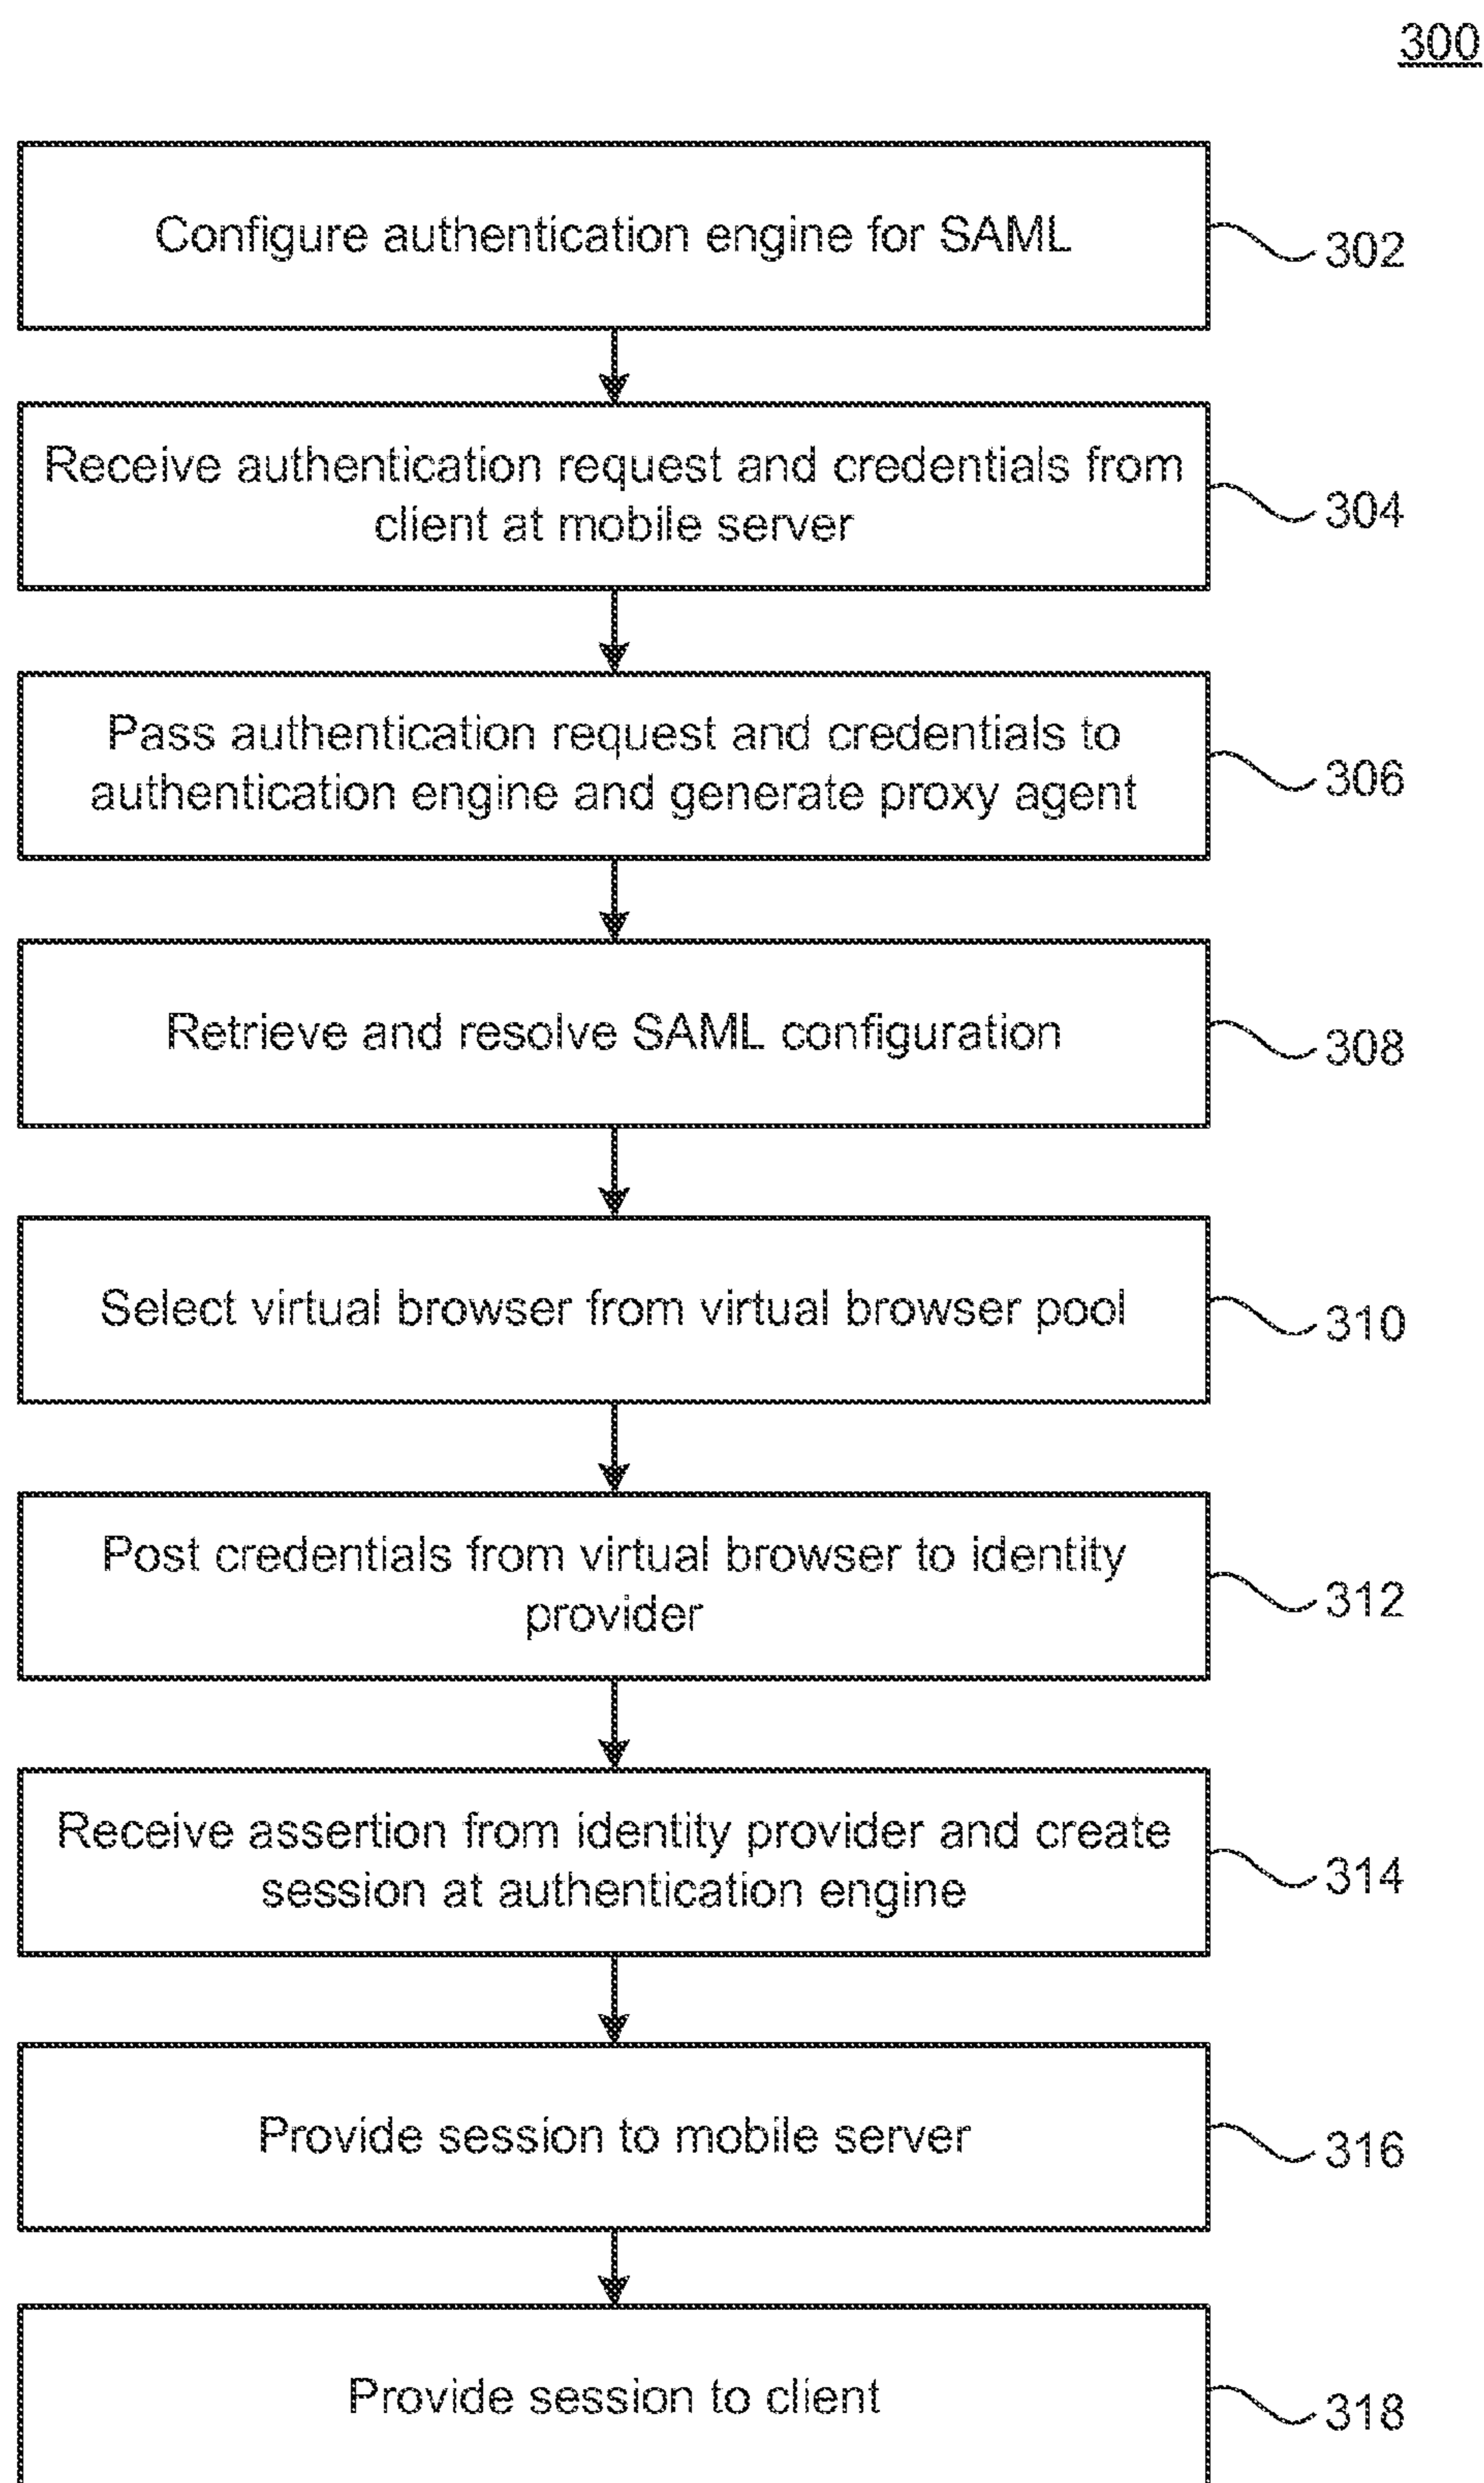 300
Configure authentication engine for SAML
302
Receive authentication request and credentials from
client at mobile server
304
Pass authentication request and credentials to
authentication engine and generate proxy agent
306
Retrieve and resolve SAML configuration
308
Select virtual browser from virtual browser pool
310
Post credentials from virtual browser to identity
provider
312
Receive assertion from identity provider and create
session at authentication engine
314
Provide session to mobile server
316
Provide session to client
318